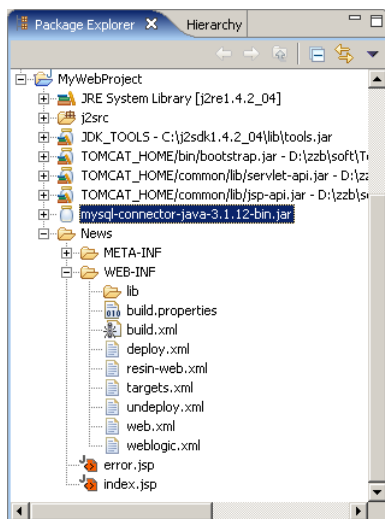 Package Explorer
Hierarchy
MyWebProject
JRE System Library [j2re1.4.2_04]
j2src
JDK_TOOLS - C:\j2sdk1.4.2_04\lib\tools.jar
TOMCAT_HOME/bin/bootstrap.jar - D:\zzb\soft\T
TOMCAT_HOME/common/lib/servlet-api.jar - D:\z
TOMCAT_HOME/common/lib/jsp-api.jar - D:\zzb\s
mysql-connector-java-3.1.12-bin.jar
News
META-INF
WEB-INF
lib
build.properties
build.xml
deploy.xml
resin-web.xml
targets.xml
undeploy.xml
web.xml
weblogic.xml
error.jsp
index.jsp